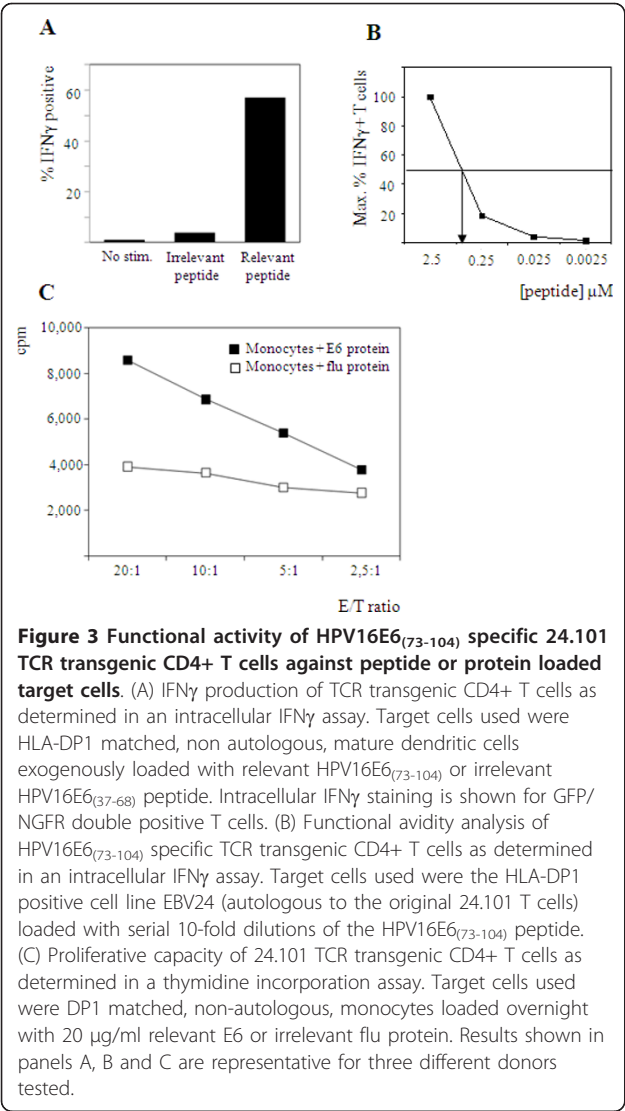 A
% IFNγ positive
60
40
20
No stim.
Irrelevant
peptide
Relevant
peptide
B
Max. % IFNγ+ T cells
100
80
60
40
20
2.5
0.25
0.025
0.0025
[peptide] μM
C
cpm
10,000
8,000
6,000
4,000
2,000
Monocytes + E6 protein
Monocytes + flu protein
20:1
10:1
5:1
2,5:1
E/T ratio
Figure 3 Functional activity of HPV16E6(73-104) specific 24.101
TCR transgenic CD4+ T cells against peptide or protein loaded
target cells. (A) IFNγ production of TCR transgenic CD4+ T cells as
determined in an intracellular IFNγ assay. Target cells used were
HLA-DP1 matched, non autologous, mature dendritic cells
exogenously loaded with relevant HPV16E6(73-104) or irrelevant
HPV16E6(37-68) peptide. Intracellular IFNγ staining is shown for GFP/
NGFR double positive T cells. (B) Functional avidity analysis of
HPV16E6(73-104) specific TCR transgenic CD4+ T cells as determined
in an intracellular IFNγ assay. Target cells used were the HLA-DP1
positive cell line EBV24 (autologous to the original 24.101 T cells)
loaded with serial 10-fold dilutions of the HPV16E6(73-104) peptide.
(C) Proliferative capacity of 24.101 TCR transgenic CD4+ T cells as
determined in a thymidine incorporation assay. Target cells used
were DP1 matched, non-autologous, monocytes loaded overnight
with 20 μg/ml relevant E6 or irrelevant flu protein. Results shown in
panels A, B and C are representative for three different donors
tested.